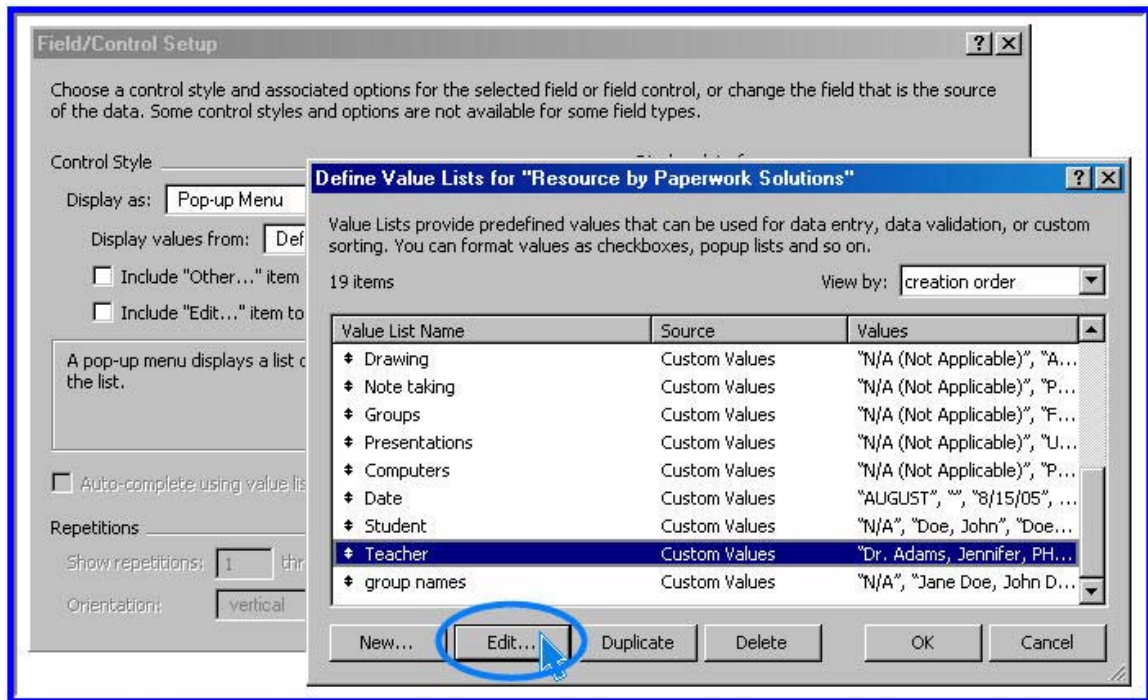 Field/Control Setup
Choose a control style and associated options for the selected field or field control, or change the field that is the source
of the data. Some control styles and options are not available for some field types.
Control Style
Display as: Pop-up Menu
Display values from: Def
Include "Other..." item
Include "Edit..." item to
A pop-up menu displays a list
the list.
Auto-complete using value lis
Repetitions
Show repetitions: 1 thr
Orientation: vertical
Define Value Lists for "Resource by Paperwork Solutions"
Value Lists provide predefined values that can be used for data entry, data validation, or custom
sorting. You can format values as checkboxes, popup lists and so on.
19 items View by: creation order
Value List Name Source Values
Drawing Custom Values "N/A (Not Applicable)", "A...
Note taking Custom Values "N/A (Not Applicable)", "P...
Groups Custom Values "N/A (Not Applicable)", "F...
Presentations Custom Values "N/A (Not Applicable)", "U...
Computers Custom Values "N/A (Not Applicable)", "P...
Date Custom Values "AUGUST", "", "8/15/05", ...
Student Custom Values "N/A", "Doe, John", "Doe...
Teacher Custom Values "Dr. Adams, Jennifer, PH...
group names Custom Values "N/A", "Jane Doe, John D...
New... Edit... Duplicate Delete OK Cancel